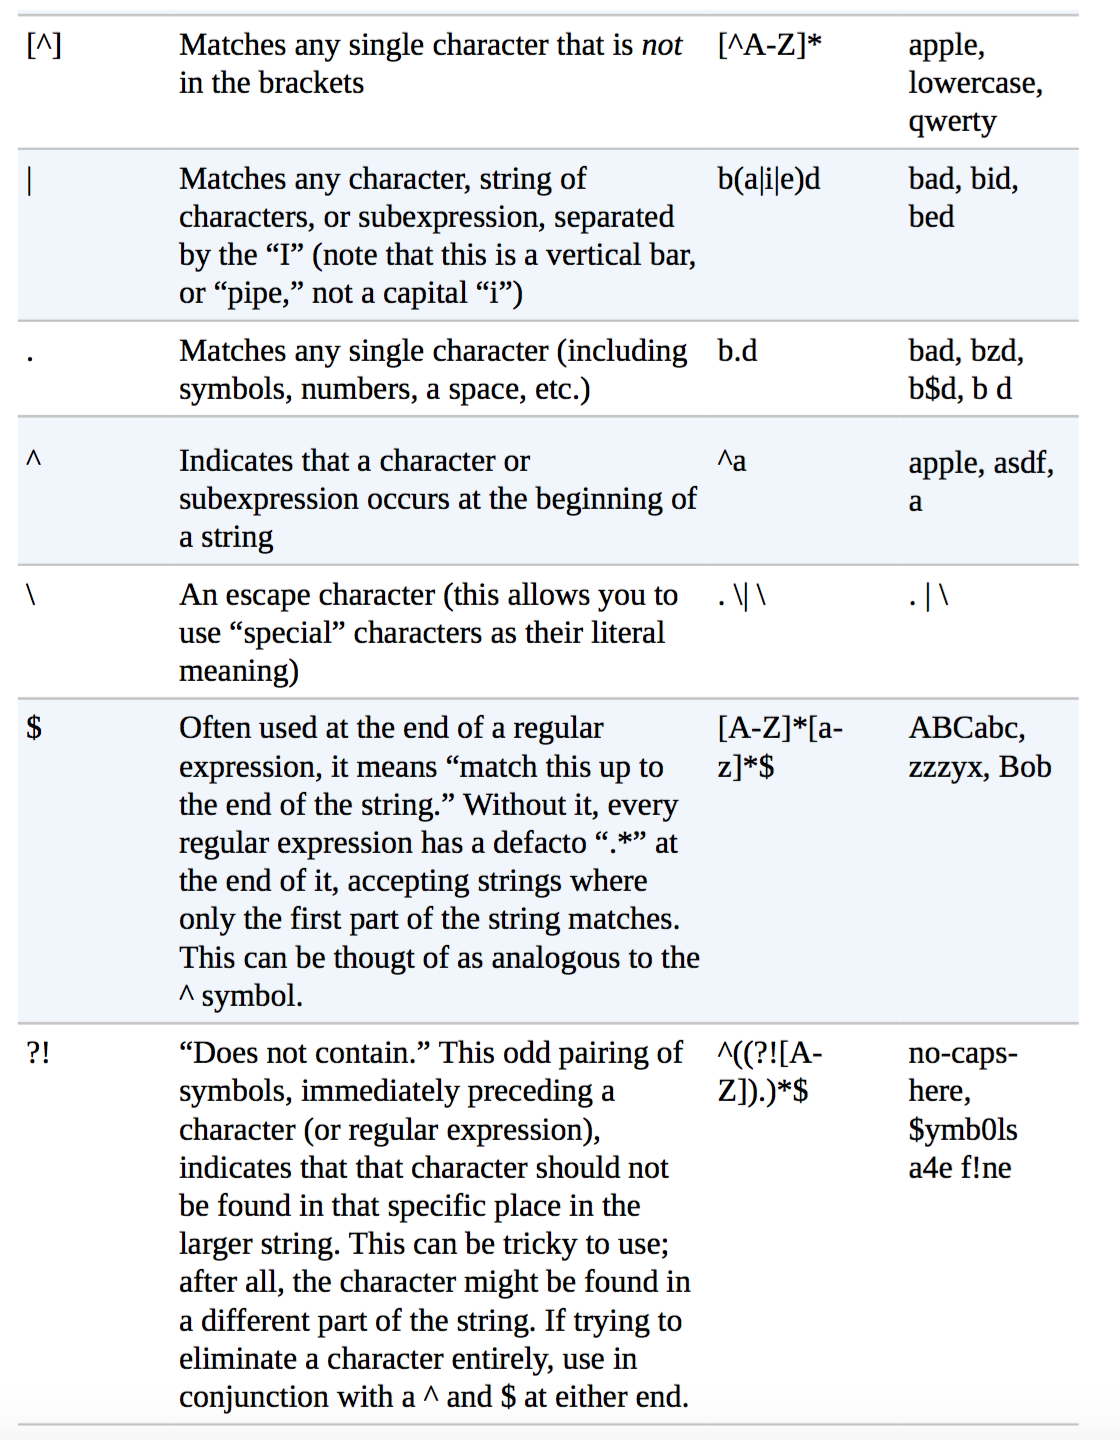 [^] Matches any single character that is not [^A-Z]* apple,
in the brackets lowercase,
qwerty
| Matches any character, string of b(a|i|e)d bad, bid,
characters, or subexpression, separated bed
by the “I” (note that this is a vertical bar,
or “pipe,” not a capital “i”)
. Matches any single character (including b.d bad, bzd,
symbols, numbers, a space, etc.) b$d, b d
^ Indicates that a character or ^a apple, asdf,
subexpression occurs at the beginning of a
a string
\ An escape character (this allows you to . \| \ . | \
use “special” characters as their literal
meaning)
$ Often used at the end of a regular [A-Z]*[a- ABCabc,
expression, it means “match this up to z]*$ zzzyx, Bob
the end of the string.” Without it, every
regular expression has a defacto “.*” at
the end of it, accepting strings where
only the first part of the string matches.
This can be thougt of as analogous to the
^ symbol.
?! “Does not contain.” This odd pairing of ^((?![A- no-caps-
symbols, immediately preceding a Z]).)*$ here,
character (or regular expression), $ymb0ls
indicates that that character should not a4e f!ne
be found in that specific place in the
larger string. This can be tricky to use;
after all, the character might be found in
a different part of the string. If trying to
eliminate a character entirely, use in
conjunction with a ^ and $ at either end.